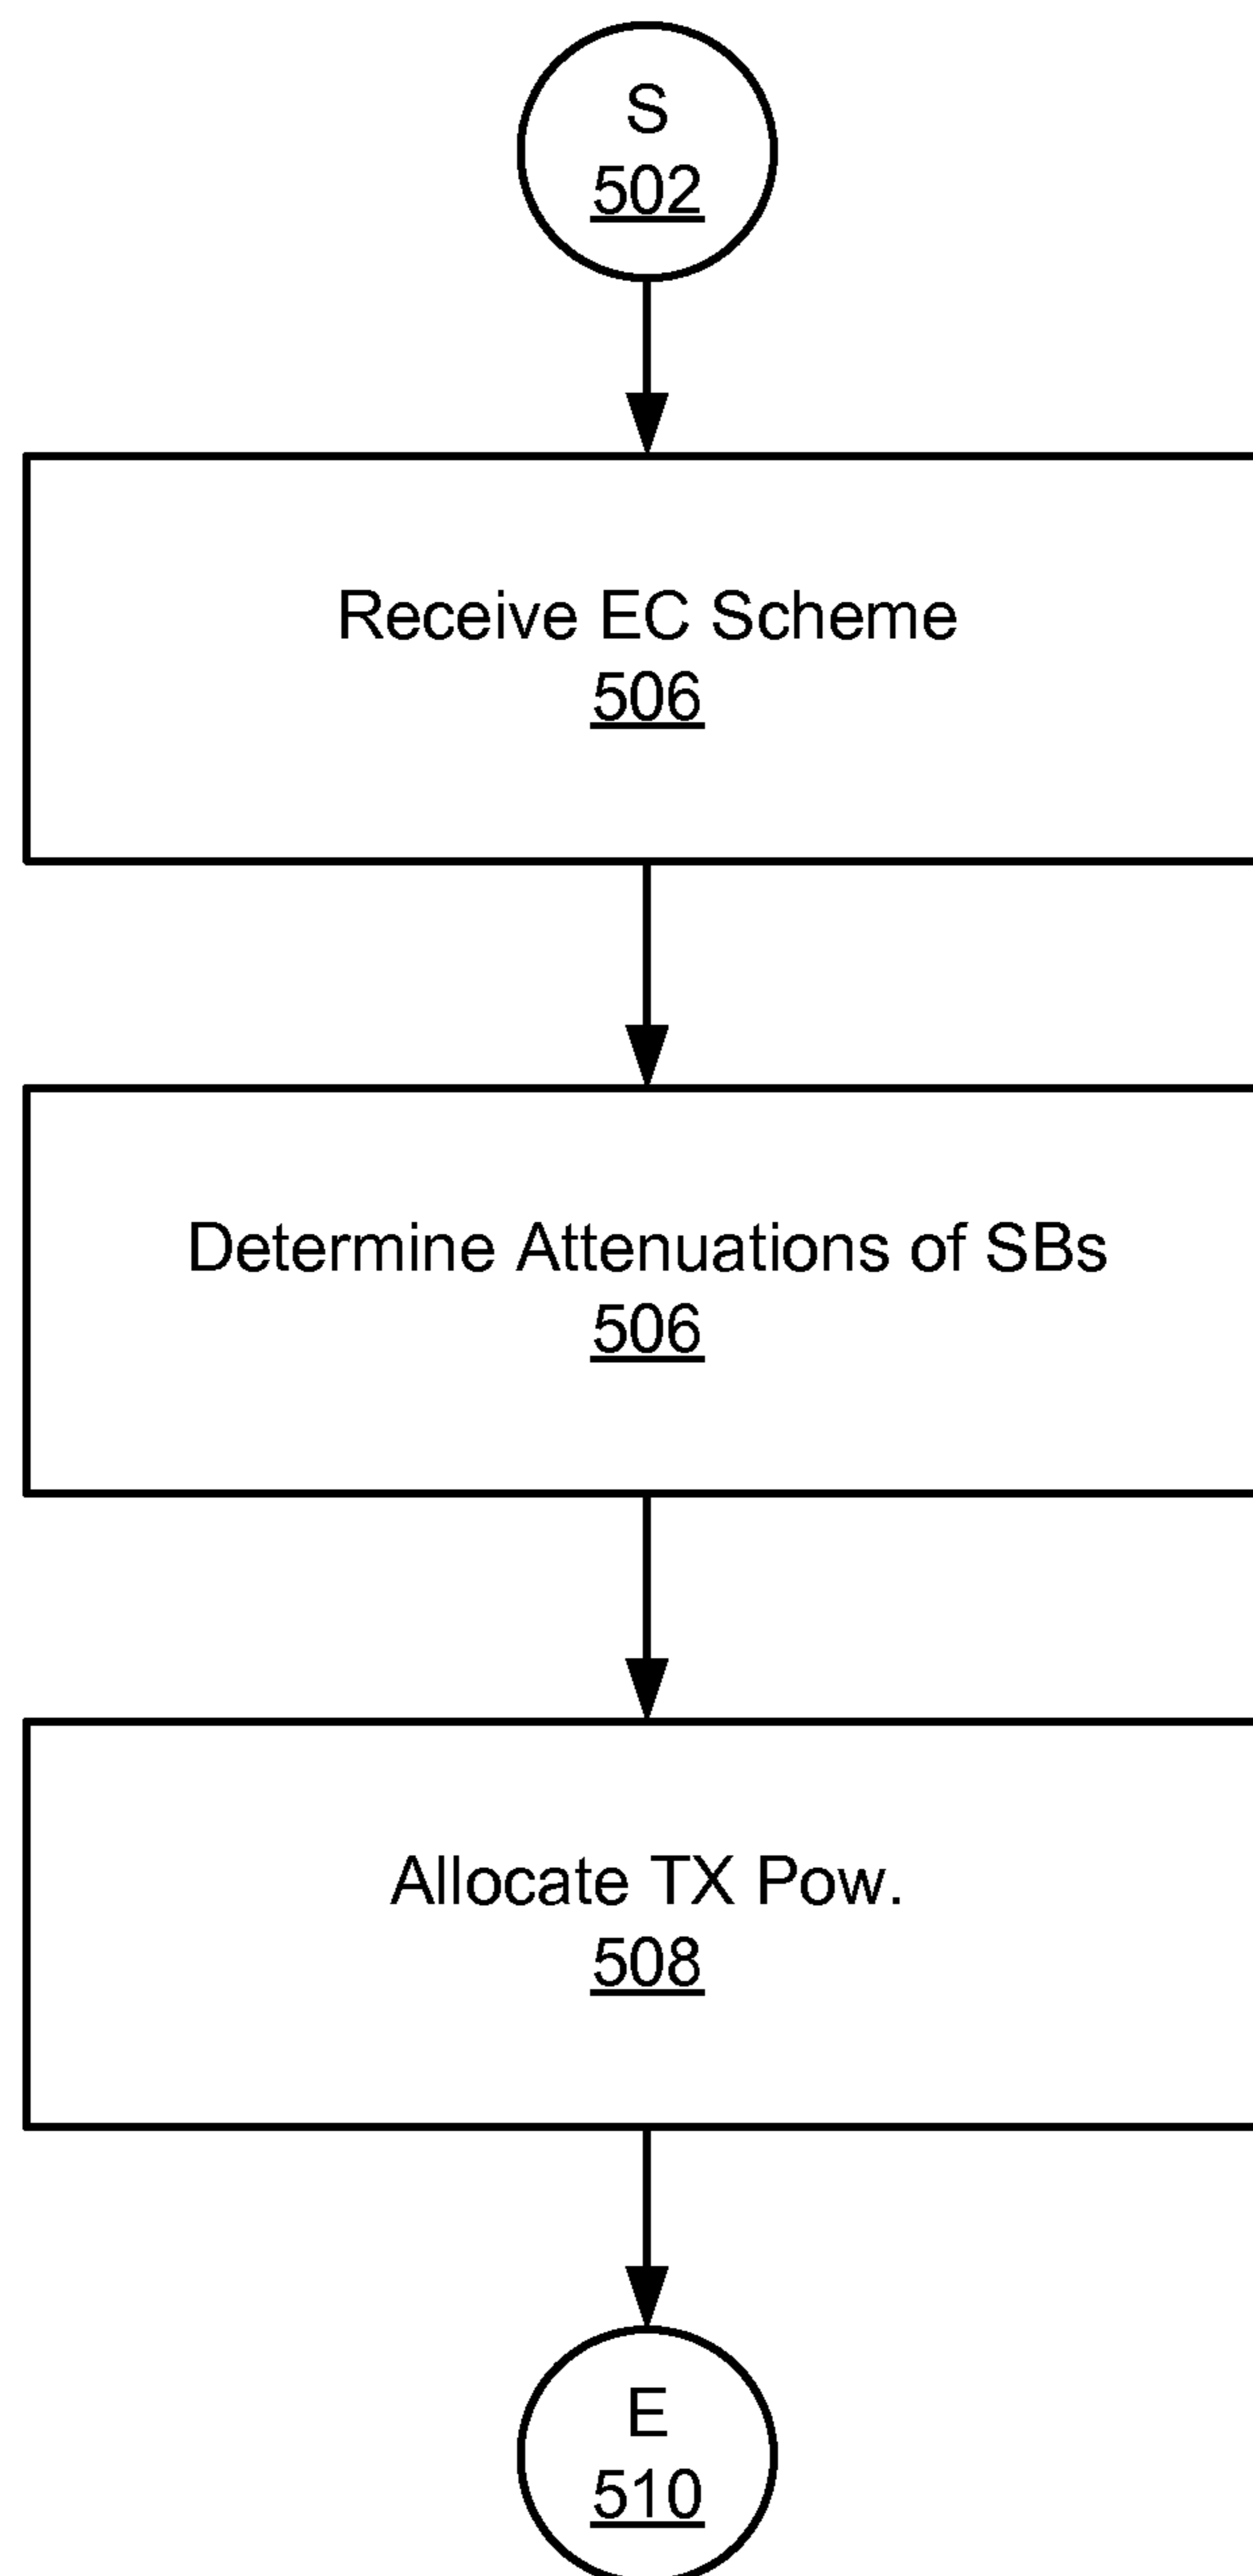 S
502
Receive EC Scheme
506
Determine Attenuations of SBs
506
Allocate TX Pow.
508
E
510